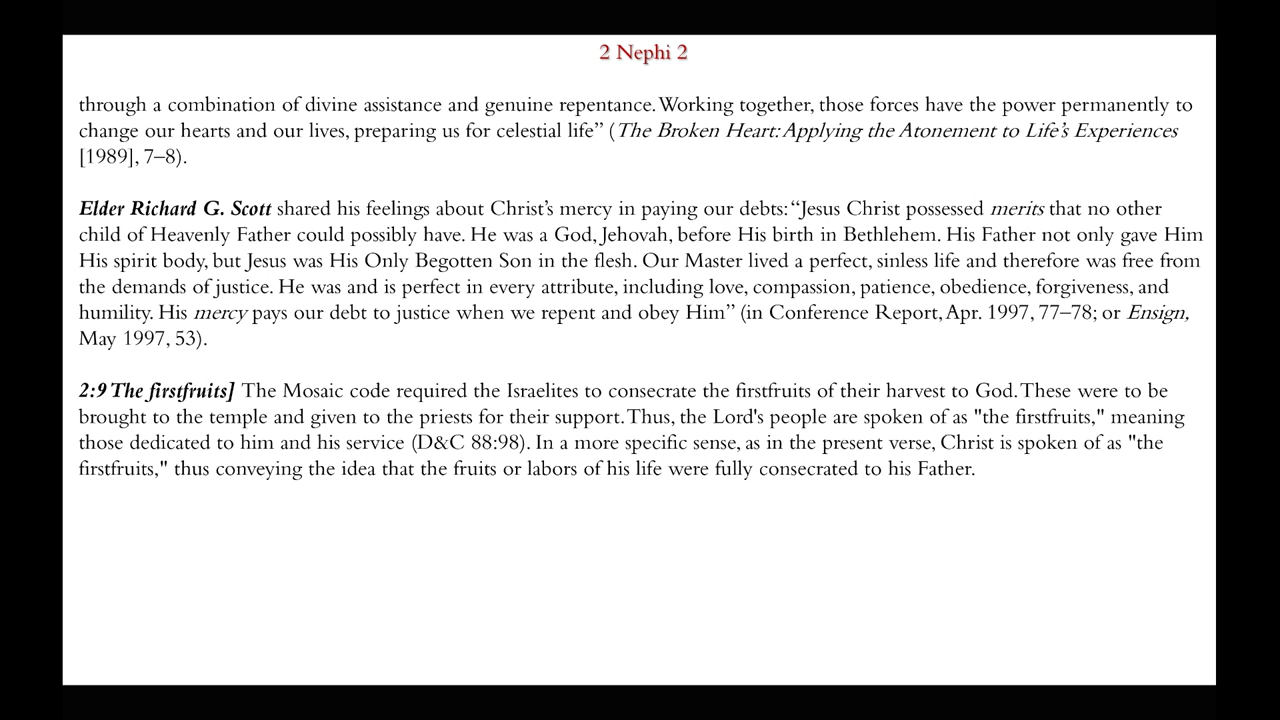 2 Nephi 2
through a combination of divine assistance and genuine repentance. Working together, those forces have the power permanently to
change our hearts and our lives, preparing us for celestial life” (The Broken Heart: Applying the Atonement to Life’s Experiences
[1989], 7–8).
Elder Richard G. Scott shared his feelings about Christ’s mercy in paying our debts: “Jesus Christ possessed merits that no other
child of Heavenly Father could possibly have. He was a God, Jehovah, before His birth in Bethlehem. His Father not only gave Him
His spirit body, but Jesus was His Only Begotten Son in the flesh. Our Master lived a perfect, sinless life and therefore was free from
the demands of justice. He was and is perfect in every attribute, including love, compassion, patience, obedience, forgiveness, and
humility. His mercy pays our debt to justice when we repent and obey Him” (in Conference Report, Apr. 1997, 77–78; or Ensign,
May 1997, 53).
2:9 The firstfruits] The Mosaic code required the Israelites to consecrate the firstfruits of their harvest to God. These were to be
brought to the temple and given to the priests for their support. Thus, the Lord's people are spoken of as "the firstfruits," meaning
those dedicated to him and his service (D&C 88:98). In a more specific sense, as in the present verse, Christ is spoken of as "the
firstfruits," thus conveying the idea that the fruits or labors of his life were fully consecrated to his Father.